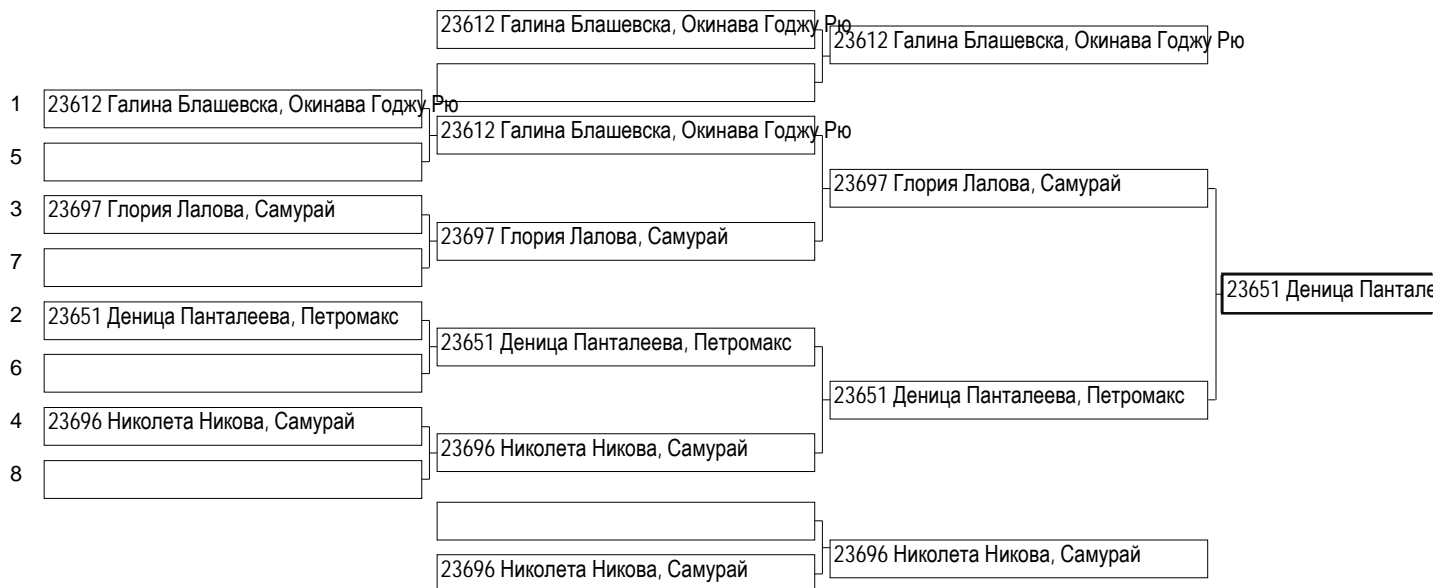 23612 Галина Блашевска, Окинава Годжу Рю
23612 Галина Блашевска, Окинава Годжу Рю
1 23612 Галина Блашевска, Окинава Годжу Рю
23612 Галина Блашевска, Окинава Годжу Рю
5
23697 Глория Лалова, Самурай
3 23697 Глория Лалова, Самурай
23697 Глория Лалова, Самурай
7
23651 Деница Пантале
2 23651 Деница Панталеева, Петромакс
23651 Деница Панталеева, Петромакс
6
23651 Деница Панталеева, Петромакс
4 23696 Николета Никова, Самурай
23696 Николета Никова, Самурай
8
23696 Николета Никова, Самурай
23696 Николета Никова, Самурай